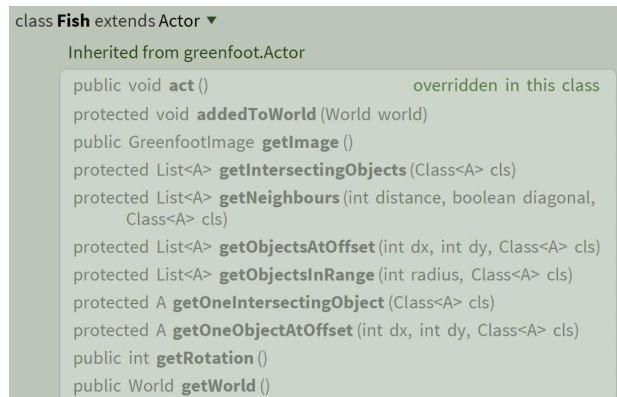 class Fish extends Actor ▼
Inherited from greenfoot.Actor
public void act() overridden in this class
protected void addedToWorld(World world)
public GreenfootImage getImage()
protected List<A> getIntersectingObjects(Class<A> cls)
protected List<A> getNeighbours(int distance, boolean diagonal,
Class<A> cls)
protected List<A> getObjectsAtOffset(int dx, int dy, Class<A> cls)
protected List<A> getObjectsInRange(int radius, Class<A> cls)
protected A getOneIntersectingObject(Class<A> cls)
protected A getOneObjectAtOffset(int dx, int dy, Class<A> cls)
public int getRotation()
public World getWorld()